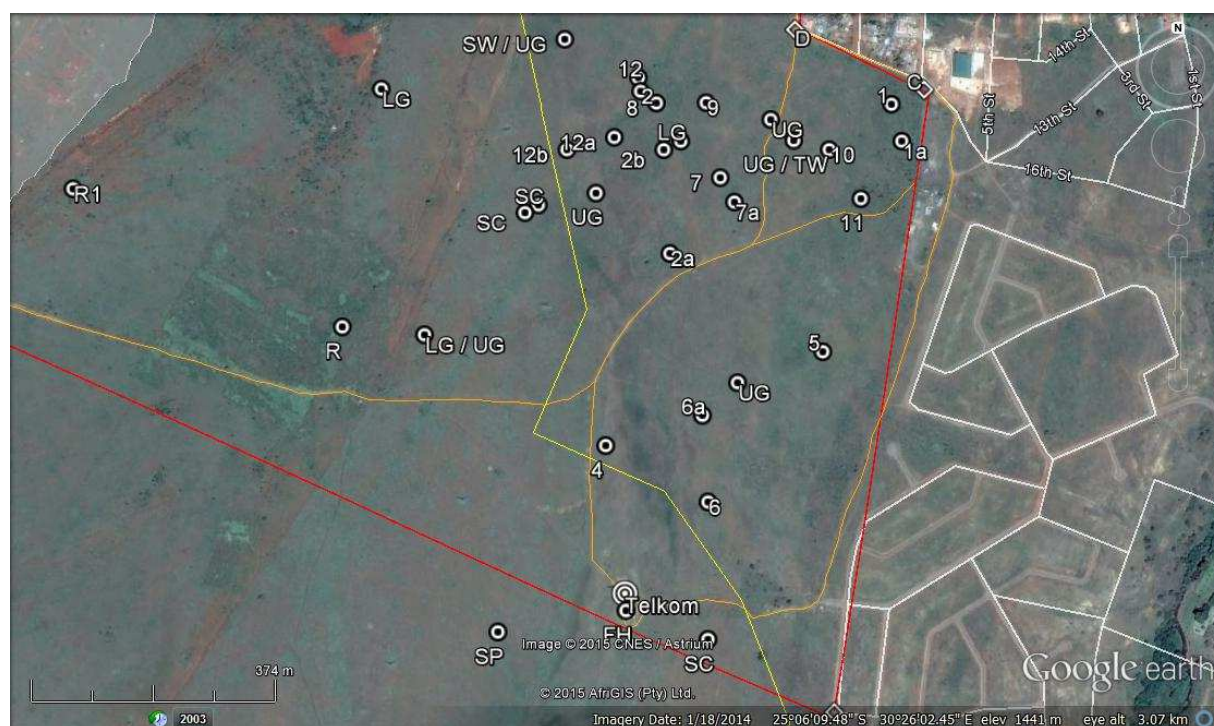 D
SW / UG
N
14th St
1st St
12
C
3rd St
LG
2
8
9
1
5th St
13th St
UG
12a
LG
1a
12b
2b
UG / TW
10
16th St
7
R1
SC
UG
7a
11
SC
2a
R
LG / UG
5
UG
6a
4
6
Telkom
FH
Image © 2015 CNES / Astrium
SP
SC
374 m
Google earth
© 2015 AfriGIS (Pty) Ltd.
2003
Imagery Date: 1/18/2014 25°06'09.48" S 30°26'02.45" E elev 1441 m eye alt 3.07 km